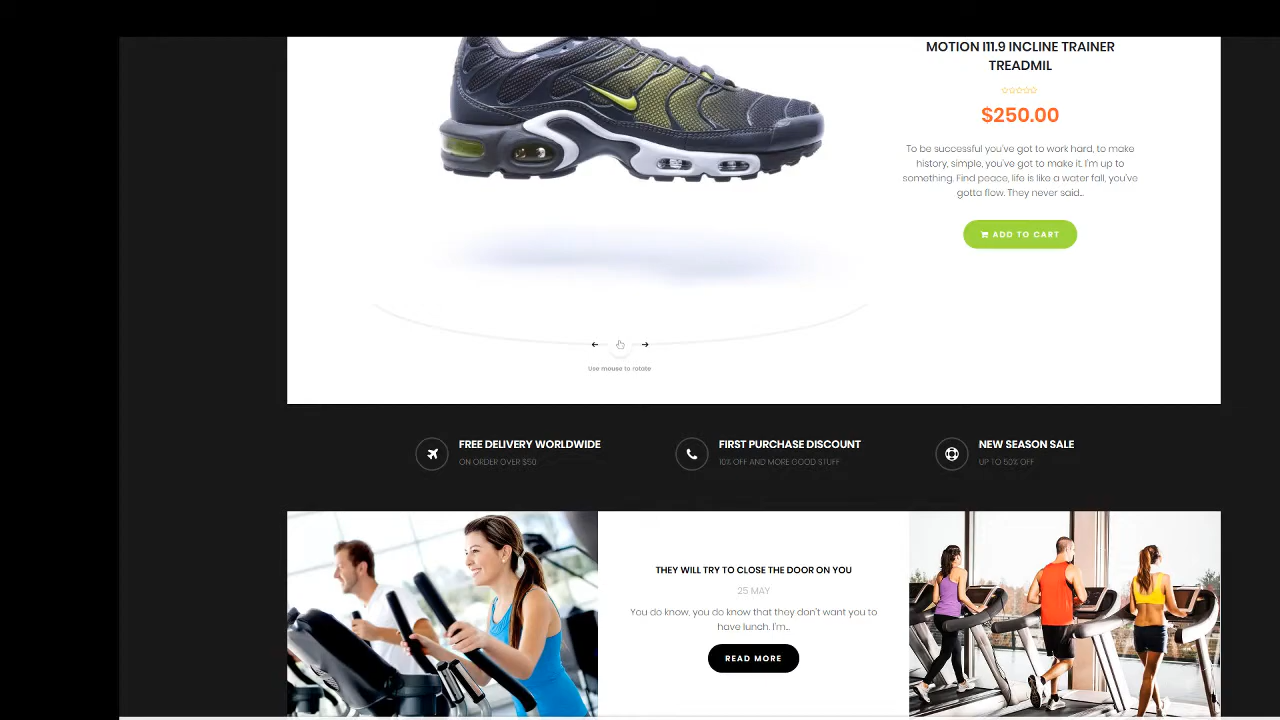 MOTION I11.9 INCLINE TRAINER
TREADMIL
$250.00
To be successful you've got to work hard, to make
history, simple, you've got to make it. I'm up to
something. Find peace, life is like a water fall, you've
gotta flow. They never said...
ADD TO CART
Use mouse to rotate
FREE DELIVERY WORLDWIDE
ON ORDER OVER $50
FIRST PURCHASE DISCOUNT
10% OFF AND MORE GOOD STUFF
NEW SEASON SALE
UP TO 50% OFF
THEY WILL TRY TO CLOSE THE DOOR ON YOU
25 MAY
You do know, you do know that they don't want you to
have lunch. I'm...
READ MORE